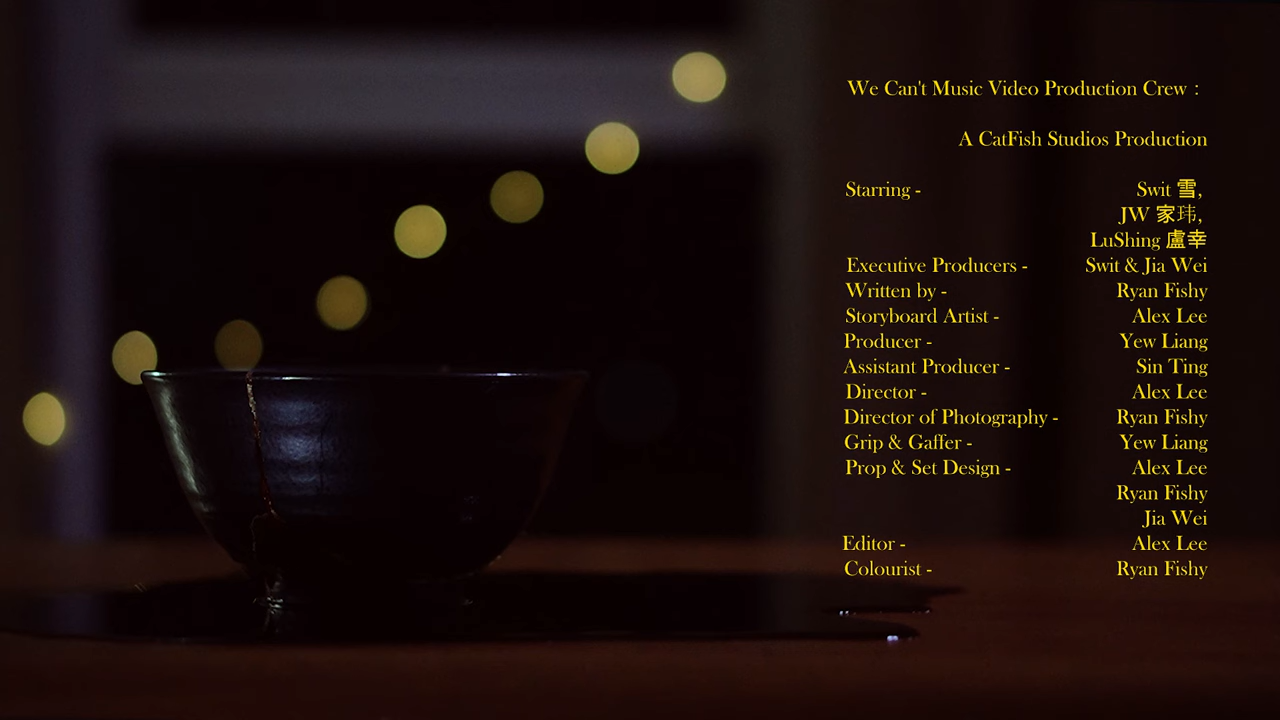 We Can't Music Video Production Crew :
A CatFish Studios Production
Starring - Swit 雪,
JW 家玮,
LuShing 盧幸
Executive Producers - Swit & Jia Wei
Written by - Ryan Fishy
Storyboard Artist - Alex Lee
Producer - Yew Liang
Assistant Producer - Sin Ting
Director - Alex Lee
Director of Photography - Ryan Fishy
Grip & Gaffer - Yew Liang
Prop & Set Design - Alex Lee
Ryan Fishy
Jia Wei
Editor - Alex Lee
Colourist - Ryan Fishy